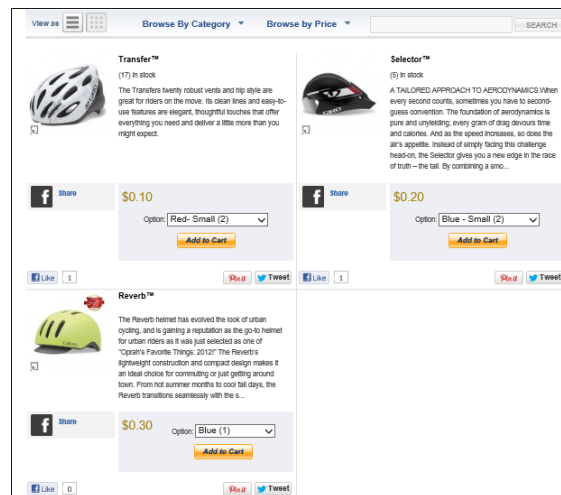 View as
Browse By Category
Browse by Price
SEARCH
Transfer™
(17) In stock
The Transfers twenty robust vents and hip style are
great for riders on the move. Its clean lines and easy-to-
use features are elegant, thoughtful touches that offer
everything you need and deliver a little more than you
might expect.
Share
$0.10
Option: Red- Small (2)
Add to Cart
Like 1
Pin it
Tweet
Selector™
(5) In stock
A TAILORED APPROACH TO AERODYNAMICS.When
every second counts, sometimes you have to second-
guess convention. The foundation of aerodynamics is
pure and unyielding; every gram of drag devours time
and calories. And as the speed increases, so does the
air's appetite. Instead of simply facing this challenge
head-on, the Selector gives you a new edge in the race
of truth – the tail. By combining a smo...
Share
$0.20
Option: Blue - Small (2)
Add to Cart
Like 1
Pin it
Tweet
Reverb™
The Reverb helmet has evolved the look of urban
cycling, and is gaining a reputation as the go-to helmet
for urban riders as it was just selected as one of
"Oprah's Favorite Things: 2012!" The Reverb's
lightweight construction and compact design makes it
an ideal choice for commuting or just getting around
town. From hot summer months to cool fall days, the
Reverb transitions seamlessly with the s...
Share
$0.30
Option: Blue (1)
Add to Cart
Like 0
Pin it
Tweet